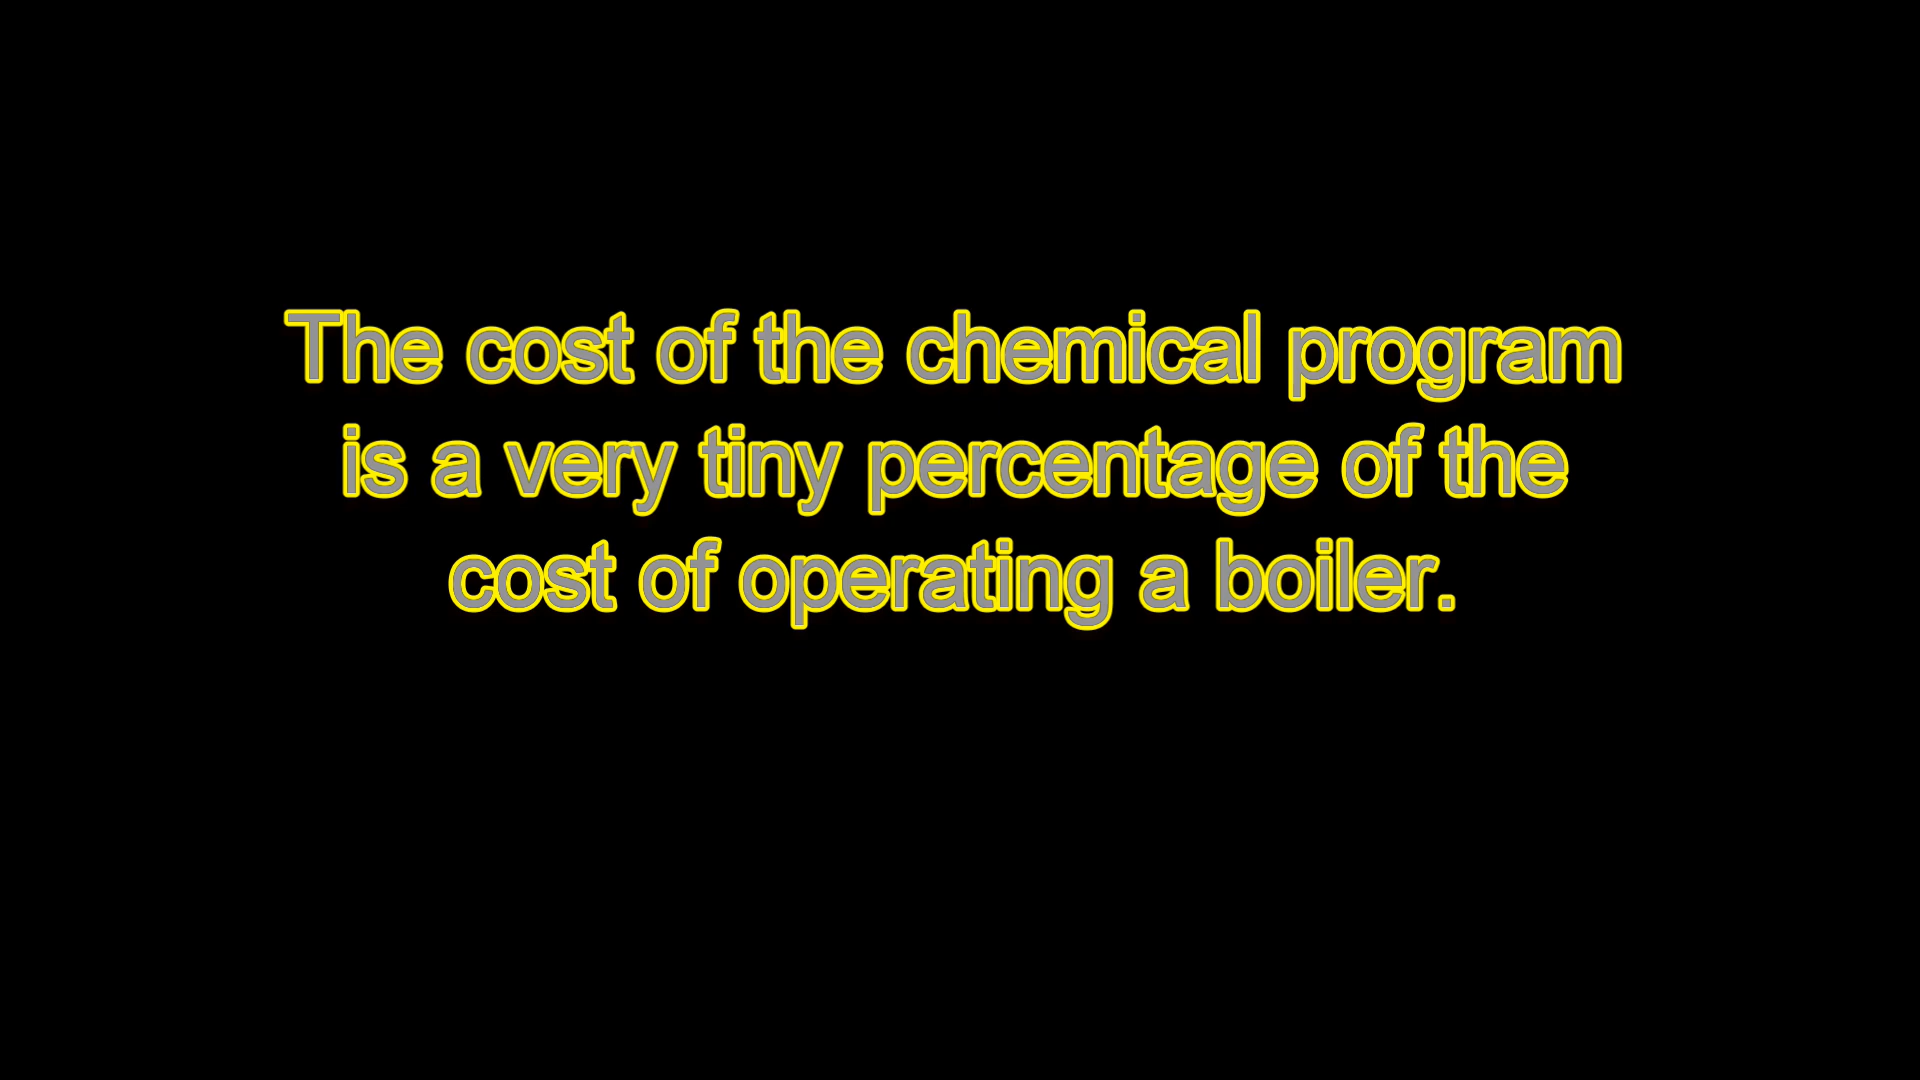 The cost of the chemical program
is a very tiny percentage of the
cost of operating a boiler.